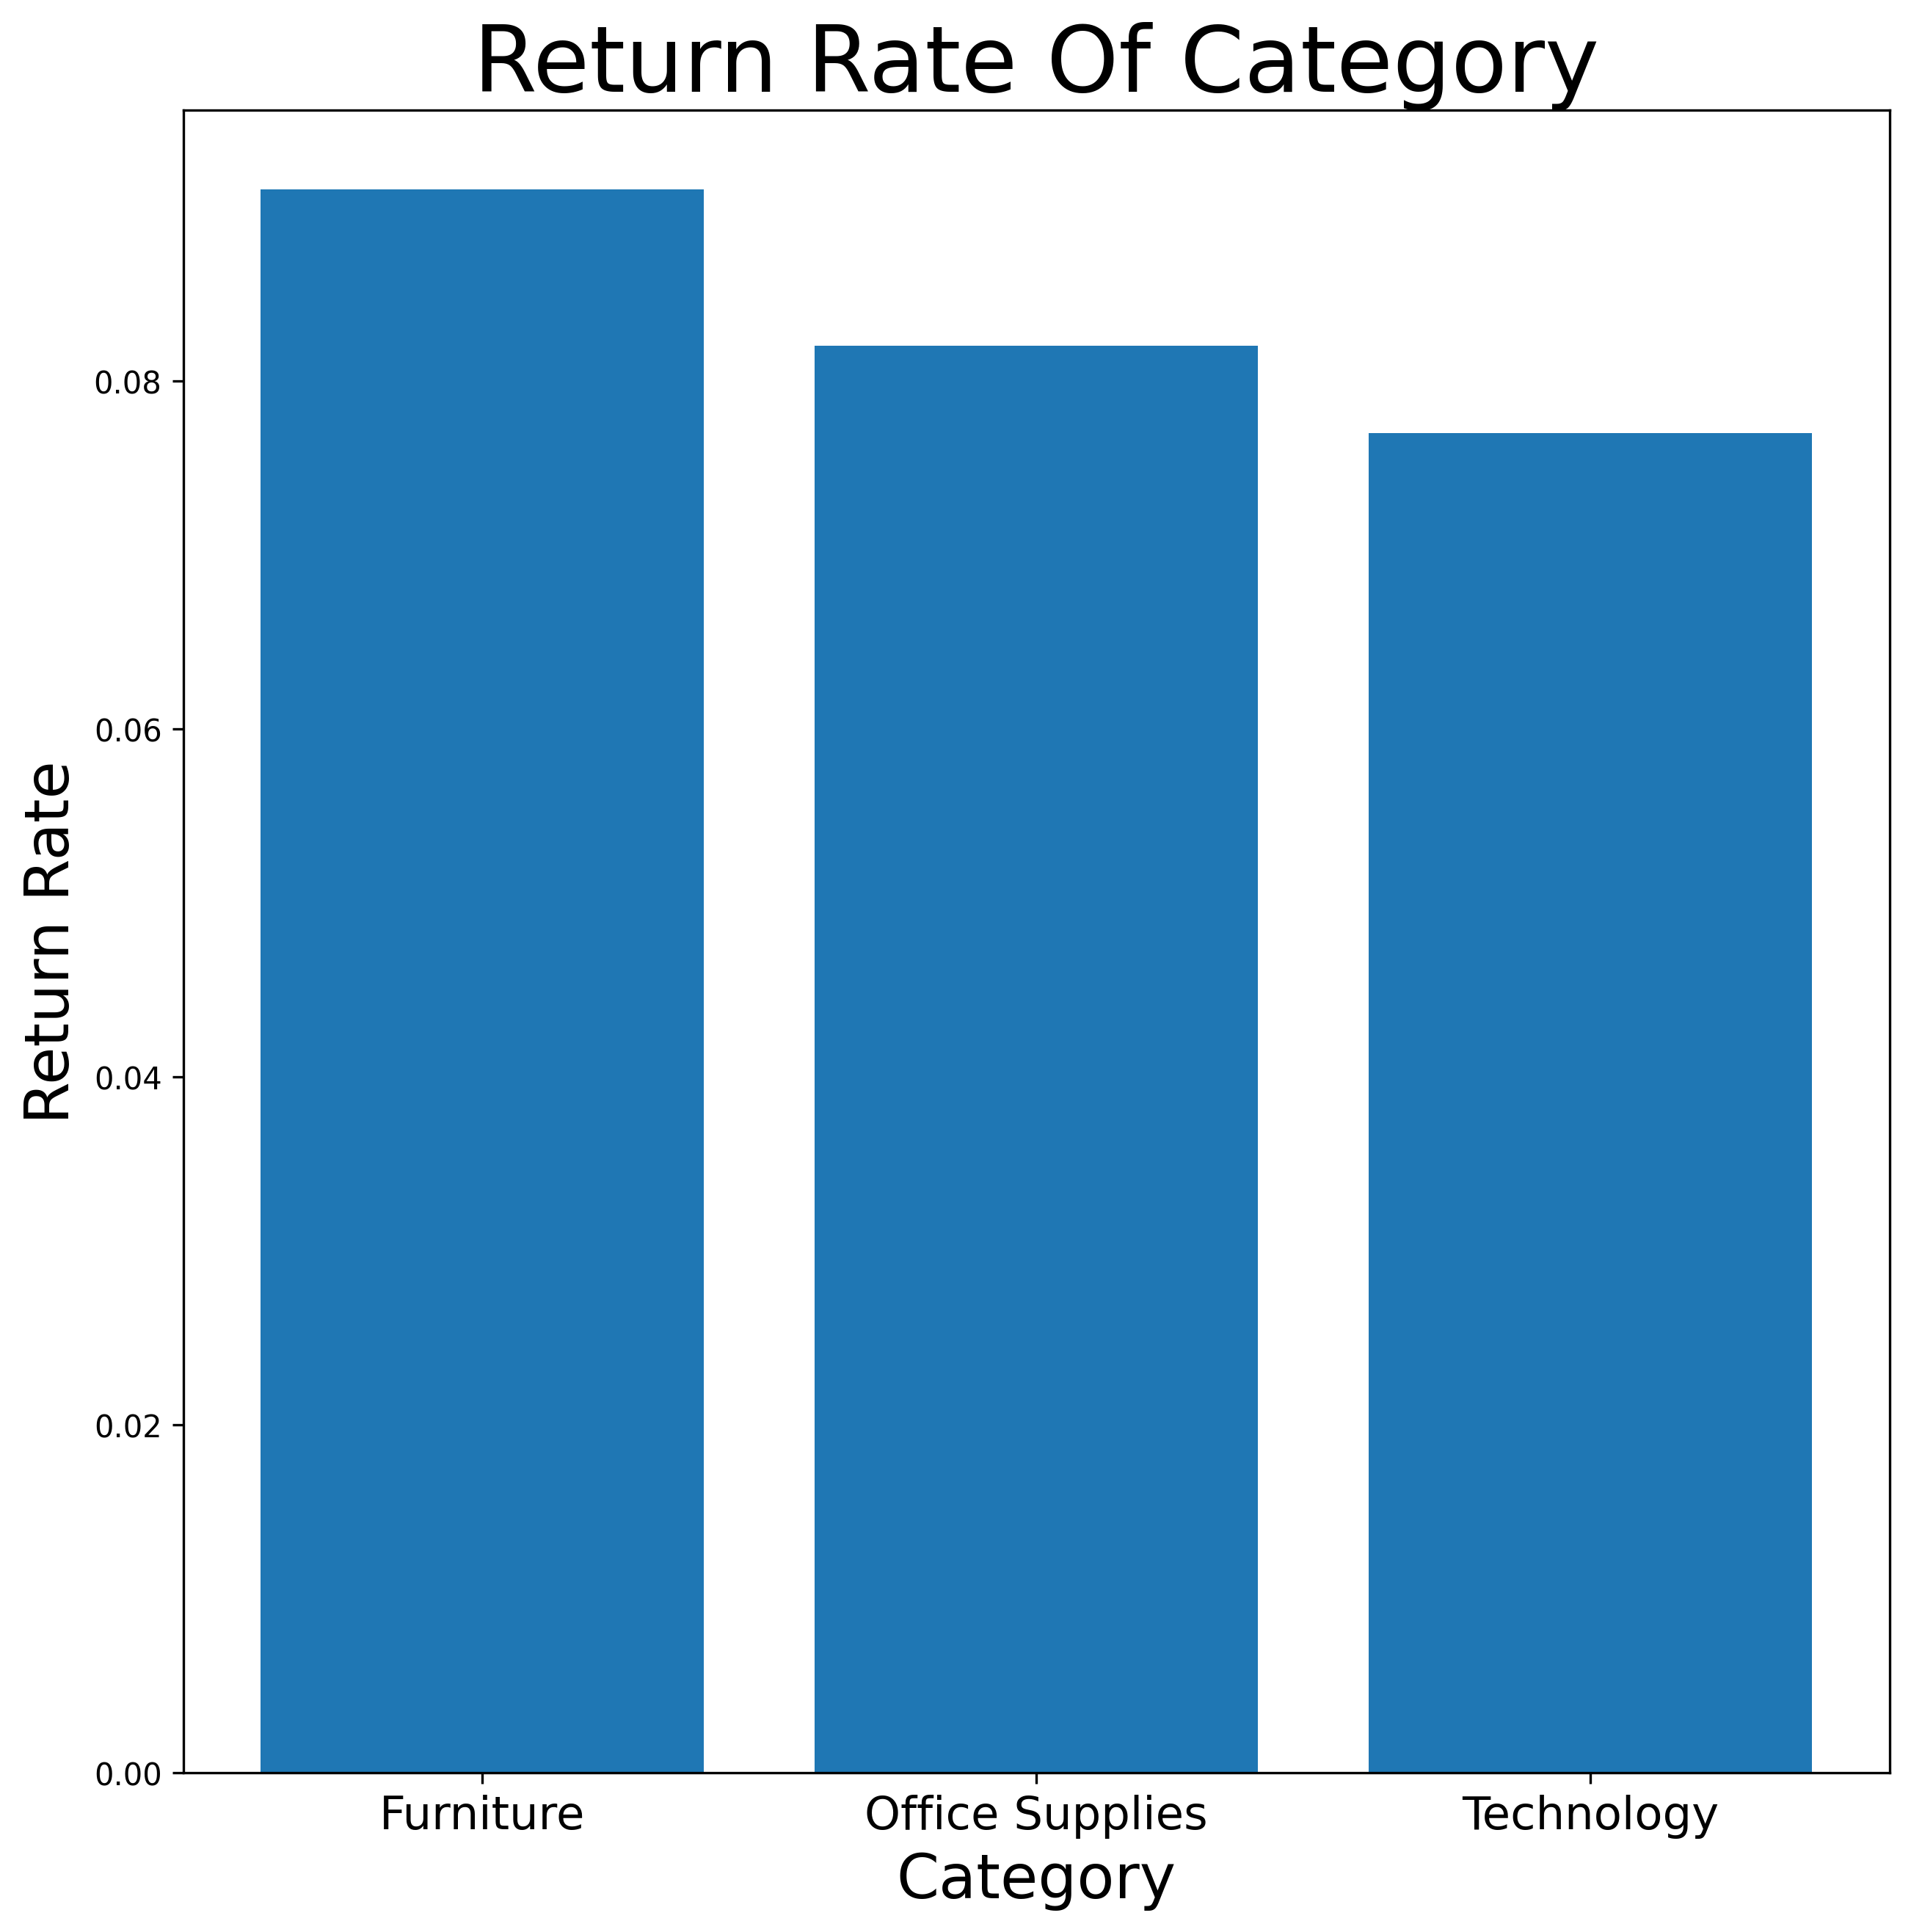 Return Rate Of Category
Return Rate
0.08
0.06
0.04
0.02
0.00
Furniture
Office Supplies
Technology
Category